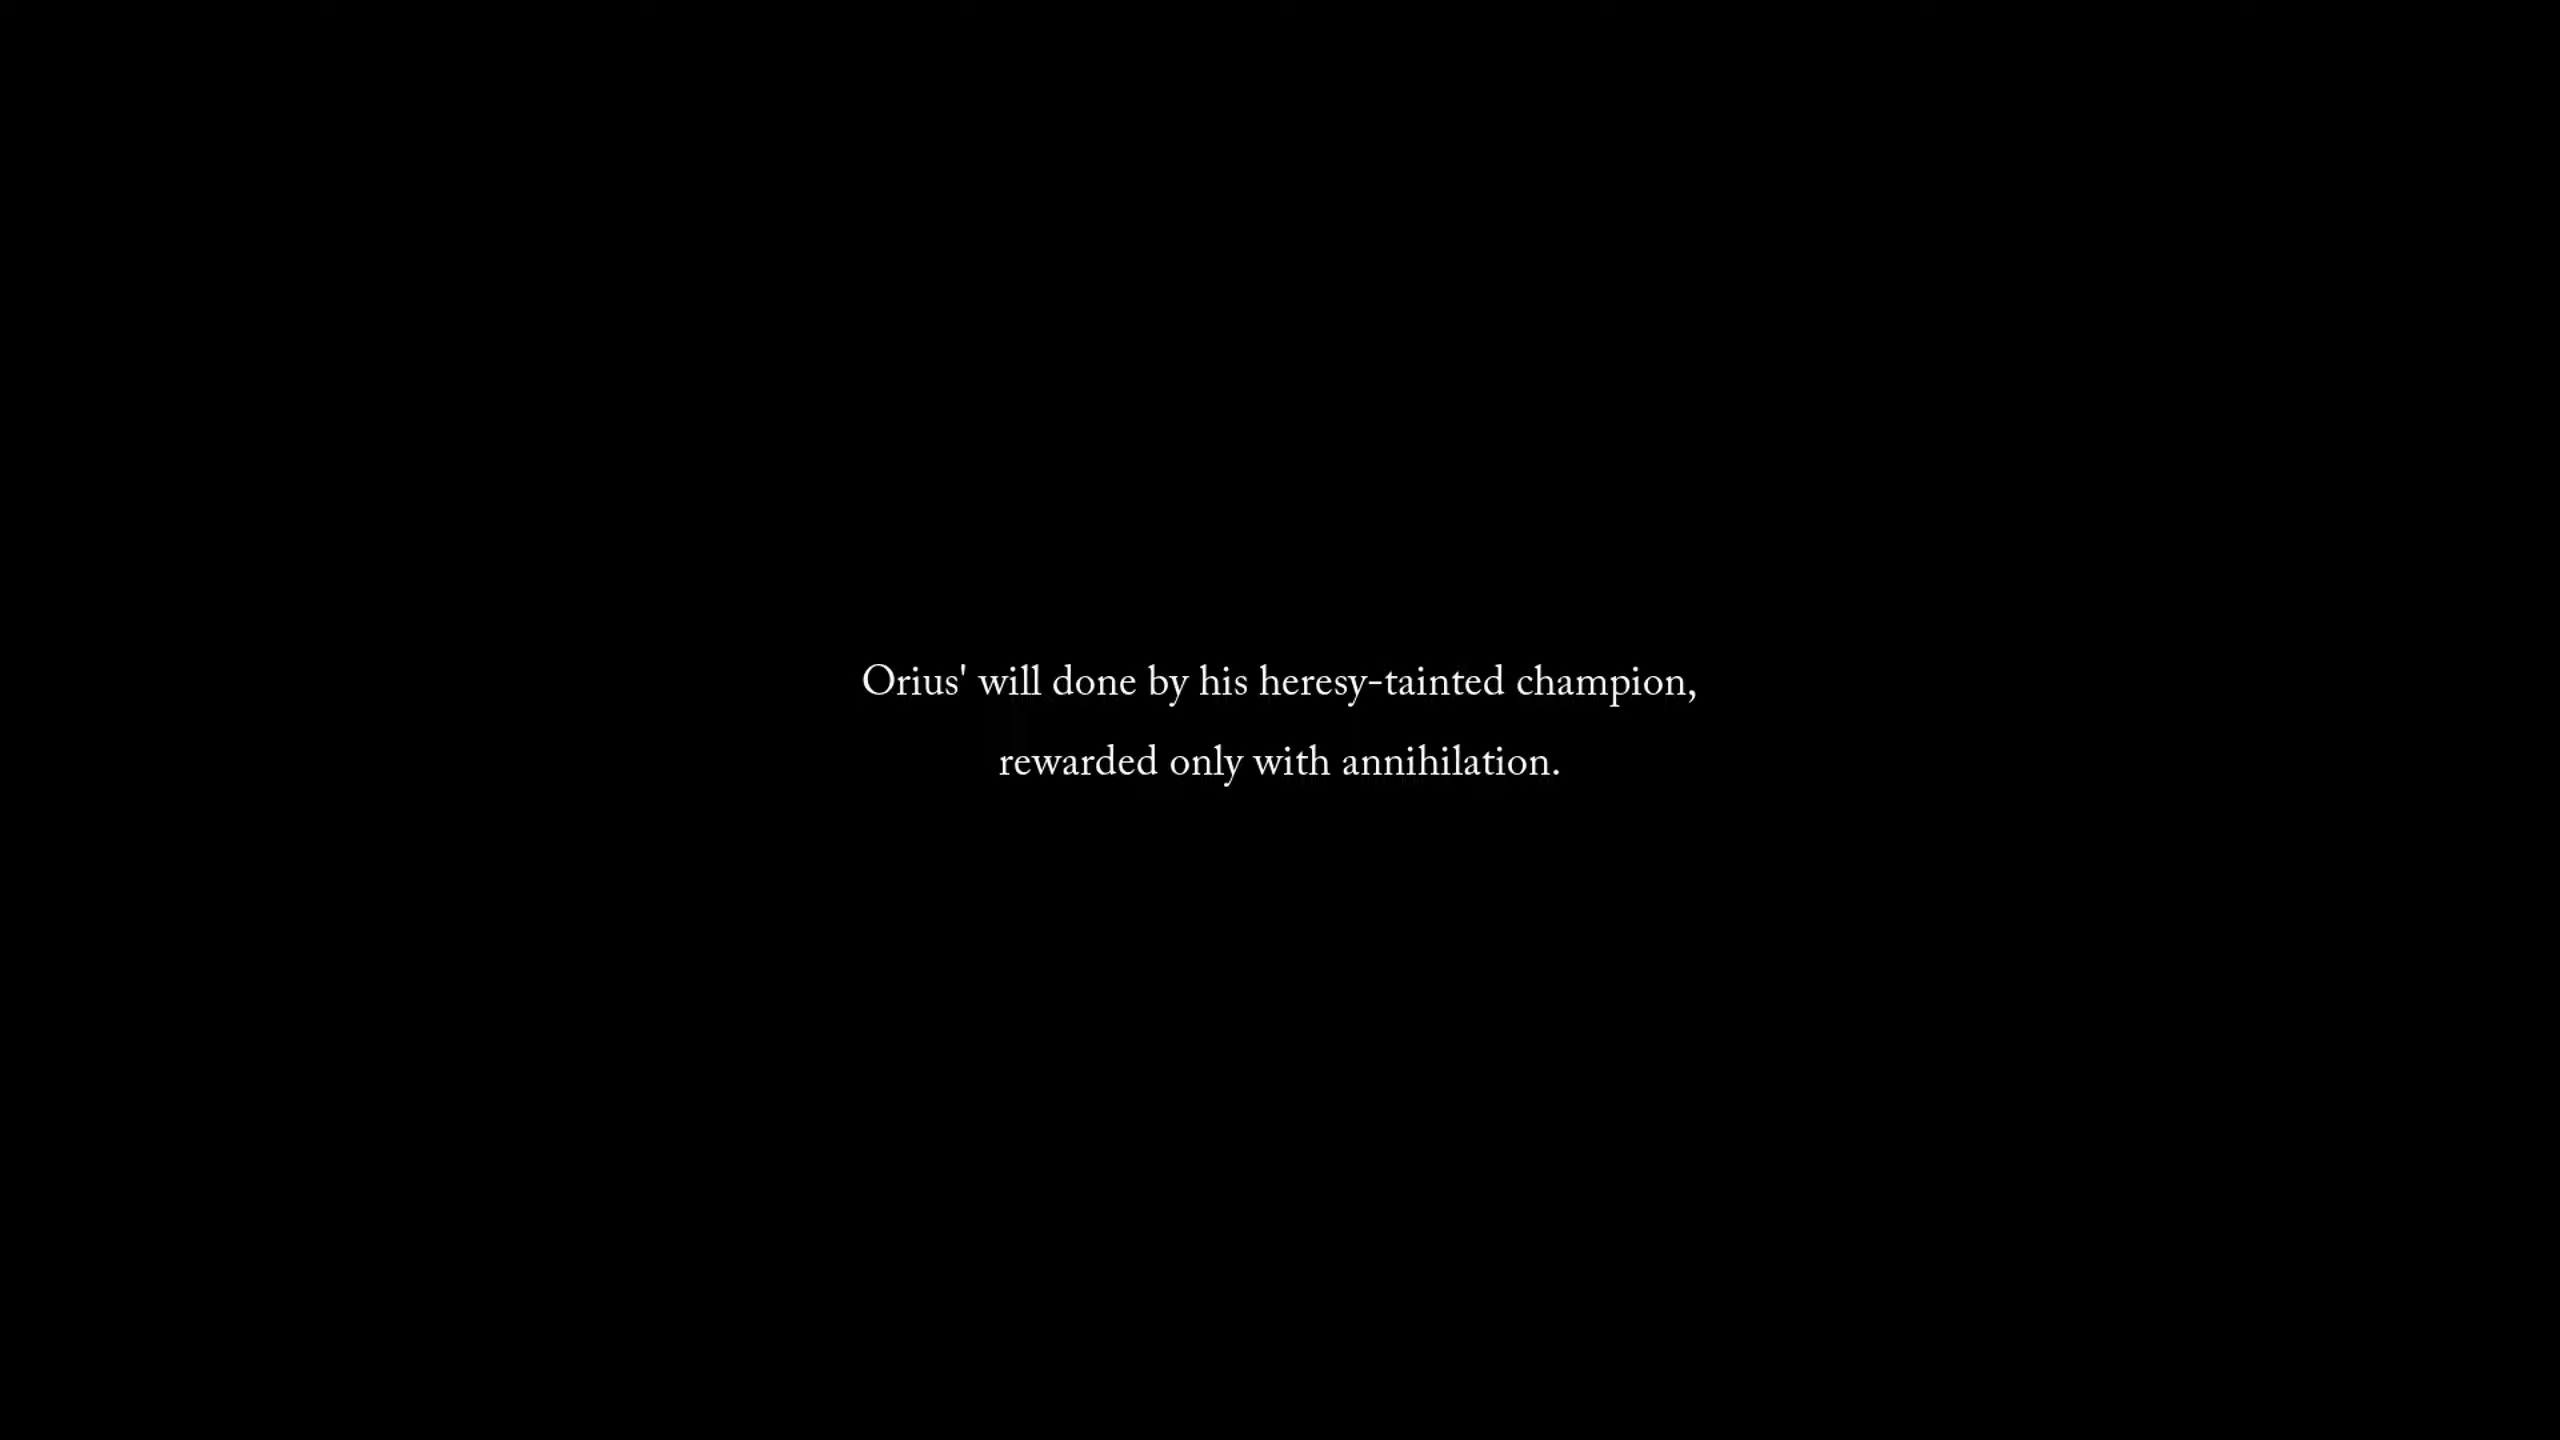 Orius' will done by his heresy-tainted champion,
rewarded only with annihilation.